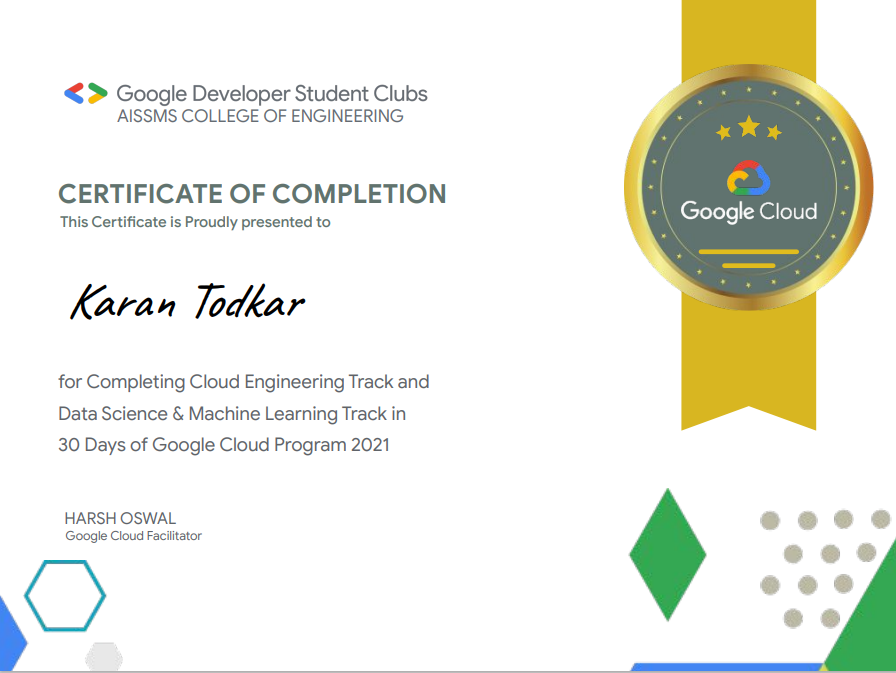 Google Developer Student Clubs
AISSMS COLLEGE OF ENGINEERING
CERTIFICATE OF COMPLETION
This Certificate is Proudly presented to
Karan Todkar
for Completing Cloud Engineering Track and
Data Science & Machine Learning Track in
30 Days of Google Cloud Program 2021
HARSH OSWAL
Google Cloud Facilitator
Google Cloud